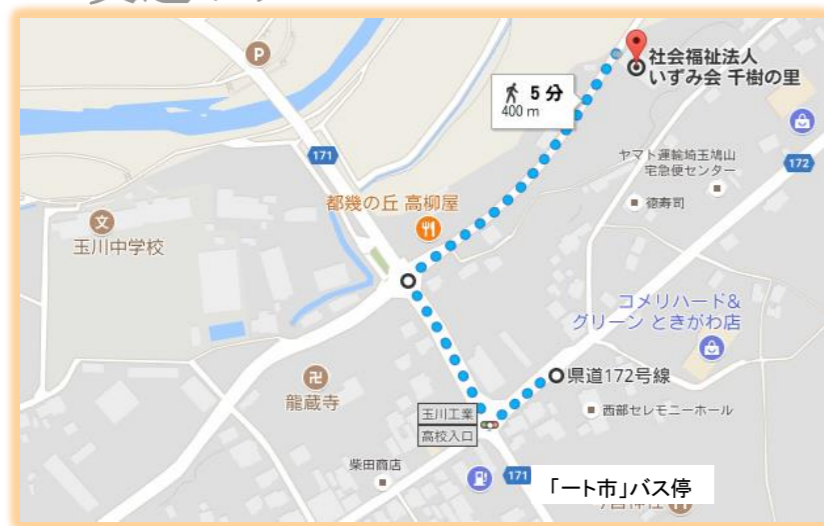 P
社会福祉法人
いずみ会 千樹の里
5 分
400 m
171
ヤマト運輸埼玉鳩山
宅急便センター
172
徳寿司
都幾の丘 高柳屋
文
玉川中学校
コメリハード&
グリーン ときがわ店
県道172号線
龍蔵寺
玉川工業
高校入口
西部セレモニーホール
柴田商店
171
「ート市」バス停